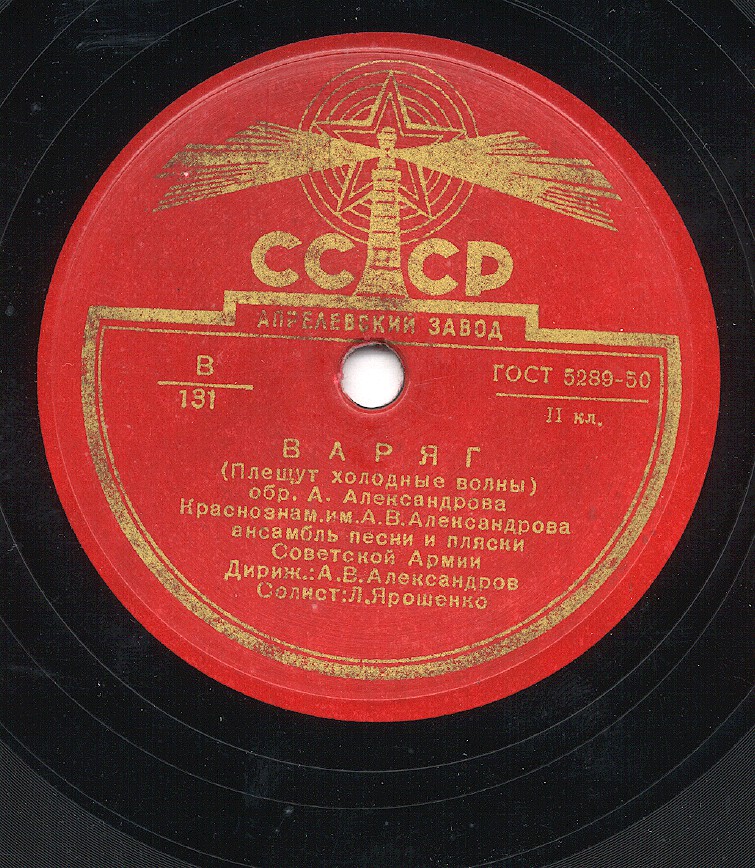 СССР
АПРЕЛЕВСКИЙ ЗАВОД
В
131
ГОСТ 5289-50
II кл.
ВАРЯГ
(Плещут холодные волны)
обр. А. Александрова
Краснознам.им.А.В.Александрова
ансамбль песни и пляски
Советской Армии
Дириж.:А.В.Александров
Солист:Л.Ярошенко